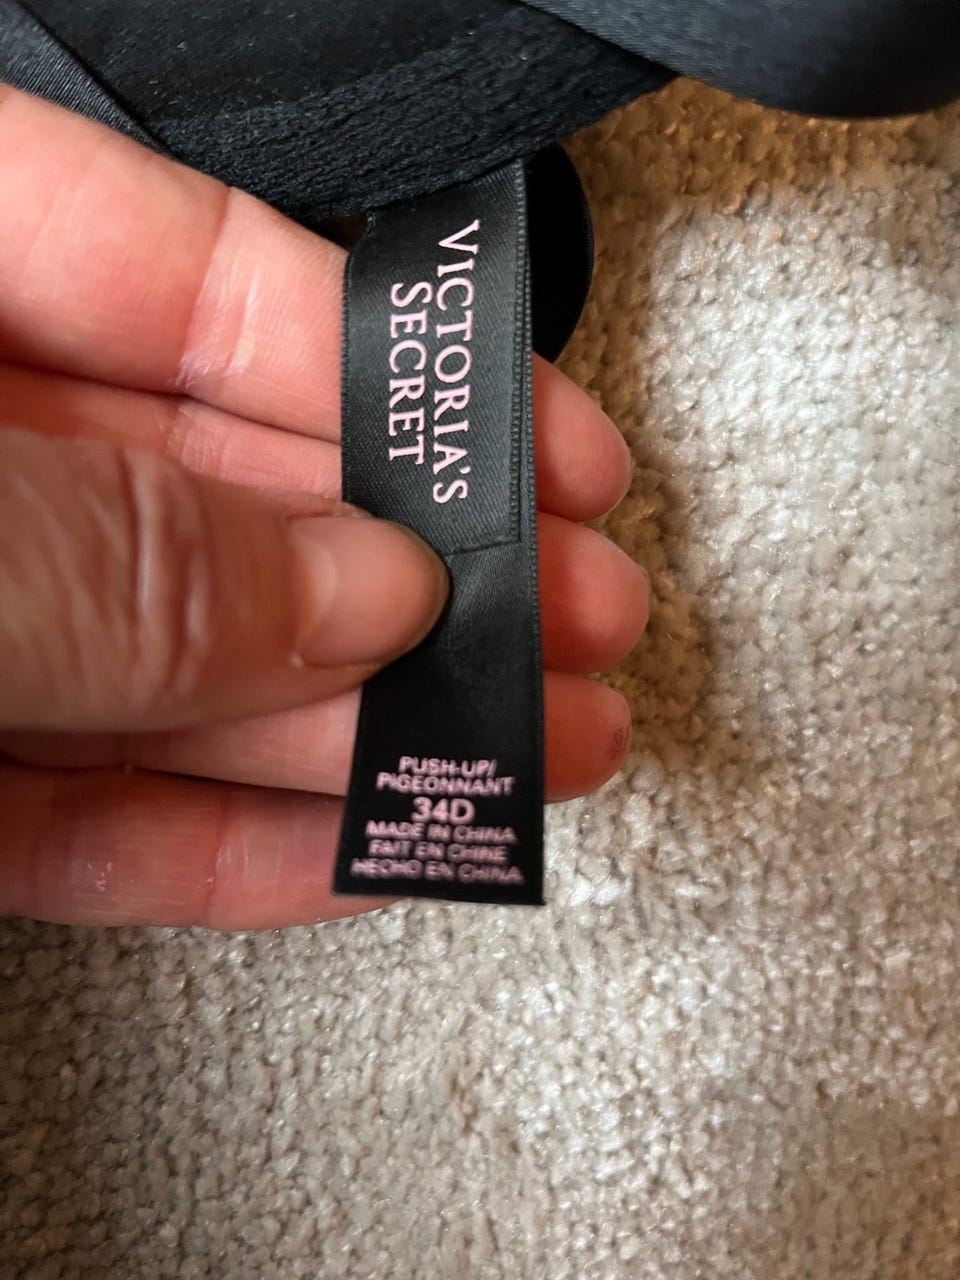 VICTORIA'S
SECRET
PUSH-UP/
PIGEONNANT
34D
MADE IN CHINA
FAIT EN CHINE
HECHO EN CHINA